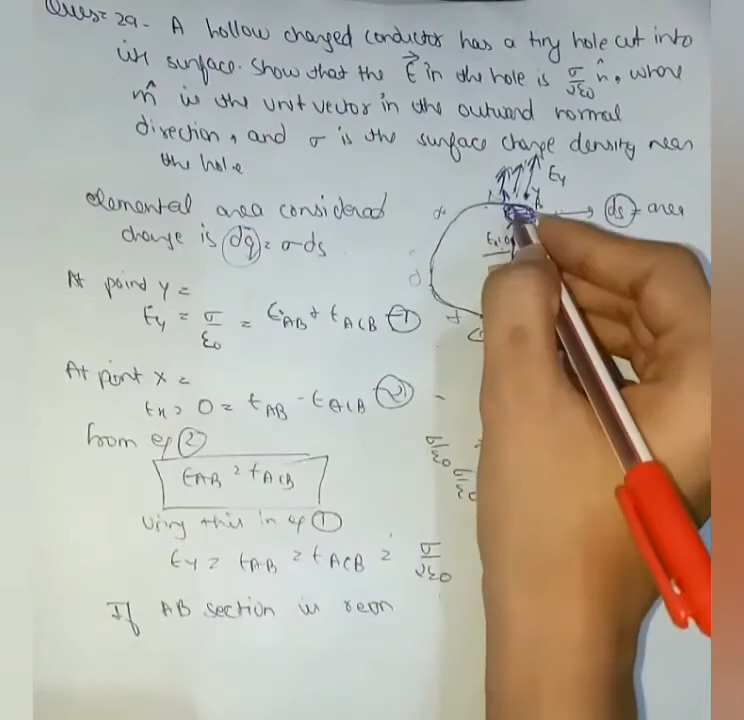 Ques= 29- A hollow charged conductor has a tiny hole cut into
its surface. Show that the E⃗ in the hole is σ/2ε0 n̂, where
n̂ is the unit vector in the outward normal
direction, and σ is the surface charge density near
the hole
Ey
elemental area considered
charge is dq = σ ds
ds = area
At point y =
Ey = σ/ε0 = EAB + EACB ①
At point x =
Ex = 0 = EAB - EACB ②
from eq ②
EAB = EACB
Using this in eq ①
Ey = EAB = EACB = σ/2ε0
If AB section is